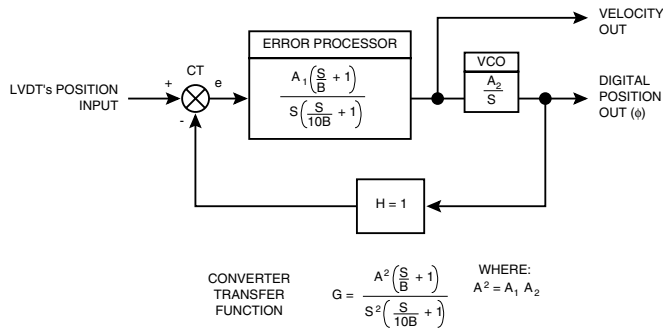 VELOCITY
OUT
ERROR PROCESSOR
VCO
CT
LVDT's POSITION
INPUT
+
-
e
A₁(S/B + 1)
S(S/10B + 1)
A₂
S
DIGITAL
POSITION
OUT (ϕ)
H = 1
CONVERTER
TRANSFER
FUNCTION
G = A²(S/B + 1)
S²(S/10B + 1)
WHERE:
A² = A₁ A₂